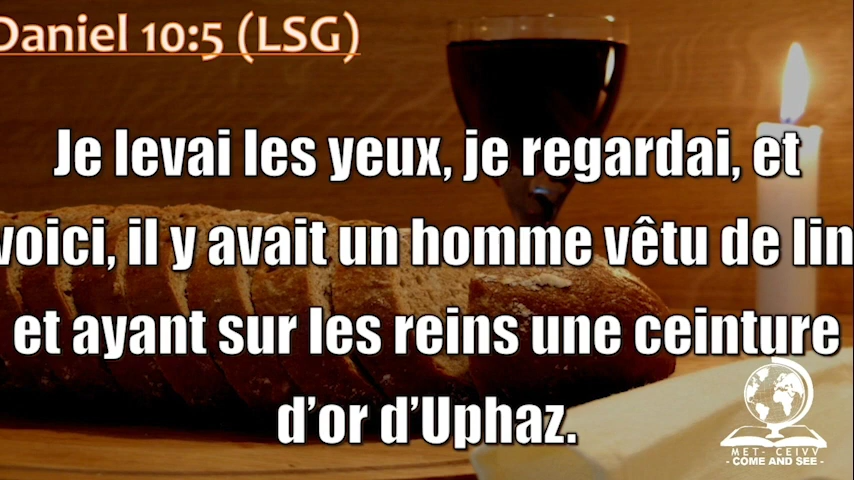 Daniel 10:5 (LSG)
Je levai les yeux, je regardai, et
voici, il y avait un homme vêtu de lin,
et ayant sur les reins une ceinture
d’or d’Uphaz.
MET- CEIVV
- COME AND SEE -